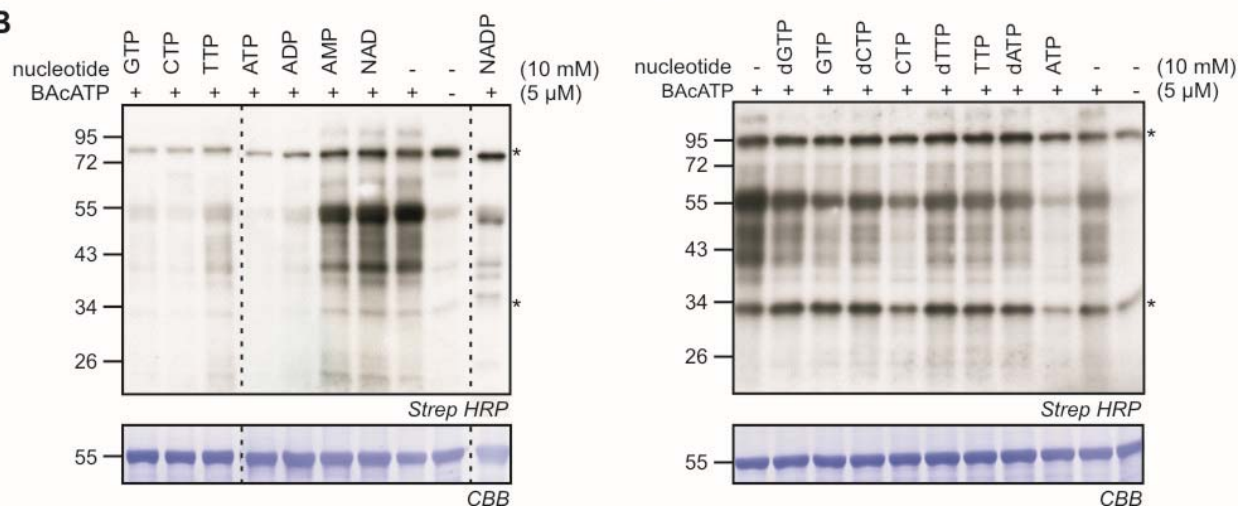 B
nucleotide GTP CTP TTP ATP ADP AMP NAD - - NADP (10 mM)
BAcATP + + + + + + + + - + (5 µM)
95
72
55
43
34
26
*
*
Strep HRP
55
CBB
nucleotide - dGTP GTP dCTP CTP dTTP TTP dATP ATP - - (10 mM)
BAcATP + + + + + + + + + + - (5 µM)
95
72
55
43
34
26
*
*
Strep HRP
55
CBB